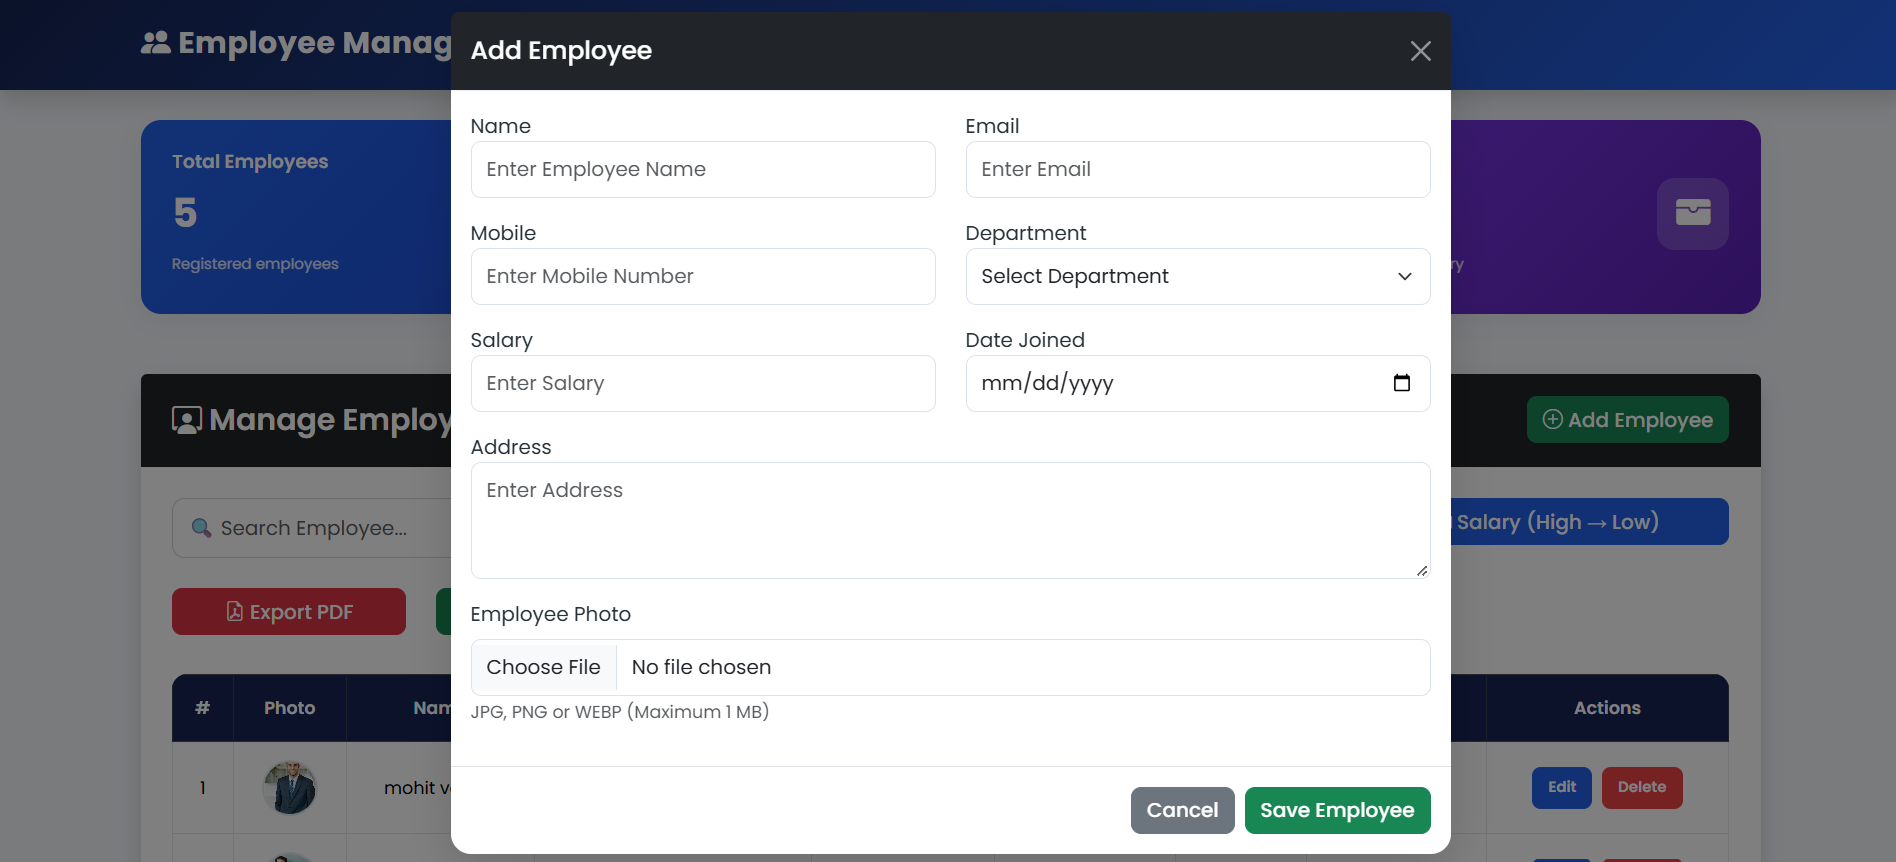 Employee Manag
Add Employee
Total Employees
5
Registered employees
ry
Name
Enter Employee Name
Email
Enter Email
Mobile
Enter Mobile Number
Department
Select Department
Salary
Enter Salary
Date Joined
mm/dd/yyyy
Address
Enter Address
Employee Photo
Choose File No file chosen
JPG, PNG or WEBP (Maximum 1 MB)
Cancel Save Employee
Manage Employ
Add Employee
Search Employee...
Salary (High → Low)
Export PDF
# Photo Nam Actions
1 mohit v Edit Delete